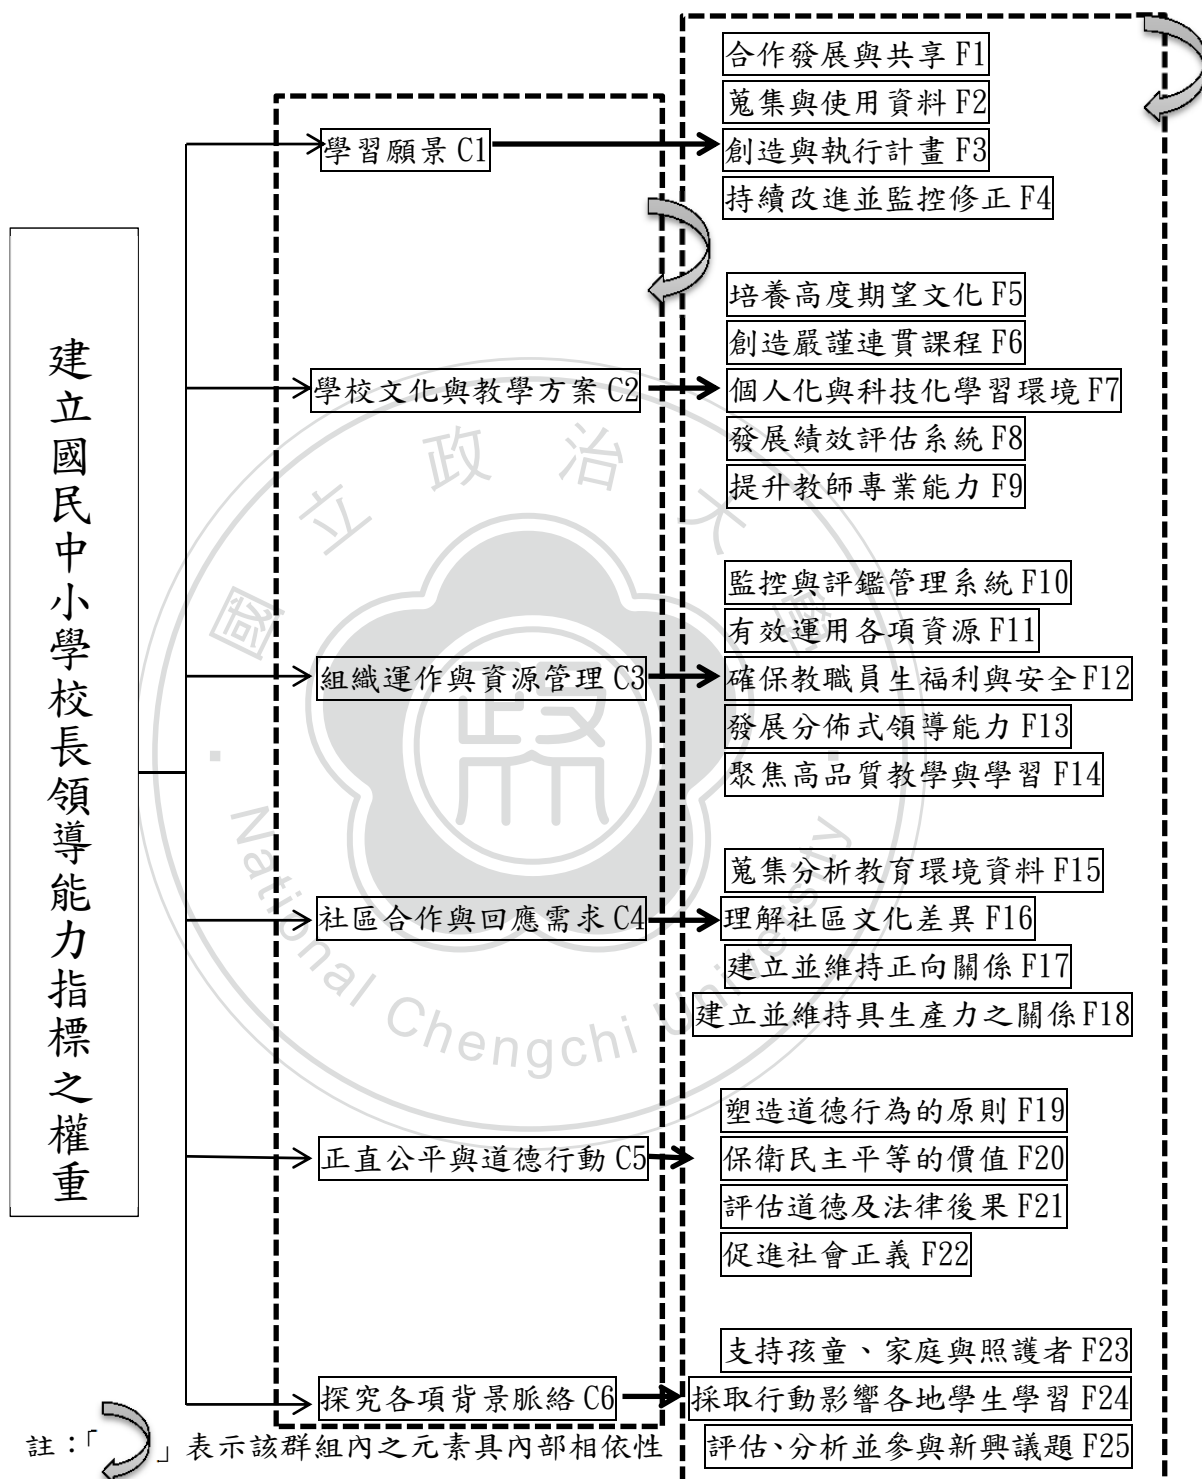 建立國民中小學校長領導能力指標之權重
學習願景 C1
合作發展與共享 F1
蒐集與使用資料 F2
創造與執行計畫 F3
持續改進並監控修正 F4
學校文化與教學方案 C2
培養高度期望文化 F5
創造嚴謹連貫課程 F6
個人化與科技化學習環境 F7
發展績效評估系統 F8
提升教師專業能力 F9
組織運作與資源管理 C3
監控與評鑑管理系統 F10
有效運用各項資源 F11
確保教職員生福利與安全 F12
發展分佈式領導能力 F13
聚焦高品質教學與學習 F14
社區合作與回應需求 C4
蒐集分析教育環境資料 F15
理解社區文化差異 F16
建立並維持正向關係 F17
建立並維持具生產力之關係 F18
正直公平與道德行動 C5
塑造道德行為的原則 F19
保衛民主平等的價值 F20
評估道德及法律後果 F21
促進社會正義 F22
探究各項背景脈絡 C6
支持孩童、家庭與照護者 F23
採取行動影響各地學生學習 F24
評估、分析並參與新興議題 F25
註：「 」表示該群組內之元素具內部相依性
國立政治大學
政
National Chengchi University